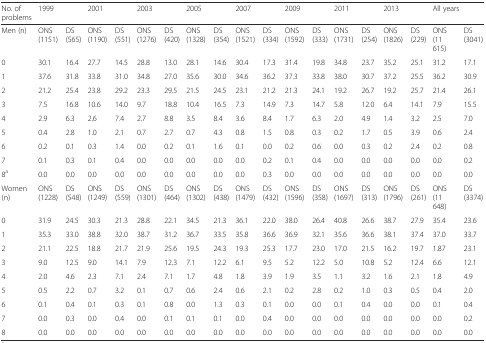 No. of problems 1999 2001 2003 2005 2007 2009 2011 2013 All years
Men (n) ONS (1151) DS (565) ONS (1190) DS (551) ONS (1276) DS (420) ONS (1328) DS (354) ONS (1521) DS (334) ONS (1592) DS (333) ONS (1731) DS (254) ONS (1826) DS (229) ONS (11 615) DS (3041)
0 30.1 16.4 27.7 14.5 28.8 13.0 28.1 14.6 30.4 17.3 31.4 19.8 34.8 23.7 35.2 25.1 31.2 17.1
1 37.6 31.8 33.8 31.0 34.8 27.0 35.6 30.0 34.6 36.2 37.3 33.8 38.0 30.7 37.2 25.5 36.2 30.9
2 21.2 25.4 23.8 29.2 23.3 29.5 21.5 24.5 23.1 21.2 21.3 24.1 19.2 26.7 19.2 25.7 21.4 26.1
3 7.5 16.8 10.6 14.0 9.7 18.8 10.4 16.5 7.3 14.9 7.3 14.7 5.8 12.0 6.4 14.1 7.9 15.5
4 2.9 6.3 2.6 7.4 2.7 8.8 3.5 8.4 3.6 8.4 1.7 6.3 2.0 4.9 1.4 3.2 2.5 7.0
5 0.4 2.8 1.0 2.1 0.7 2.7 0.7 4.3 0.8 1.5 0.8 0.3 0.2 1.7 0.5 3.9 0.6 2.4
6 0.2 0.1 0.3 1.4 0.0 0.2 0.1 1.6 0.1 0.0 0.2 0.6 0.0 0.3 0.2 2.4 0.2 0.8
7 0.1 0.3 0.1 0.4 0.0 0.0 0.0 0.0 0.2 0.1 0.4 0.0 0.0 0.0 0.0 0.0 0.2
8a 0.0 0.0 0.0 0.0 0.0 0.0 0.0 0.0 0.0 0.3 0.0 0.0 0.0 0.0 0.0 0.0 0.0 0.0
Women (n) ONS (1228) DS (548) ONS (1249) DS (559) ONS (1301) DS (464) ONS (1302) DS (438) ONS (1479) DS (432) ONS (1596) DS (358) ONS (1697) DS (313) ONS (1796) DS (261) ONS (11 648) DS (3374)
0 31.9 24.5 30.3 21.3 28.8 22.1 34.5 21.3 36.1 22.0 38.0 26.4 40.8 26.6 38.7 27.9 35.4 23.6
1 35.3 33.0 38.8 32.0 38.7 31.2 36.7 33.5 35.8 36.6 36.9 32.1 35.6 36.6 38.1 37.4 37.0 33.7
2 21.1 22.5 18.8 21.7 21.9 25.6 19.5 24.3 19.3 25.3 17.7 23.0 17.0 21.5 16.2 19.7 1.87 23.1
3 9.0 12.5 9.0 14.1 7.9 12.3 7.1 12.2 6.1 9.5 5.2 12.2 5.0 10.8 5.2 12.4 6.6 12.1
4 2.0 4.6 2.3 7.1 2.4 7.1 1.7 4.8 1.8 3.9 1.9 3.5 1.1 3.2 1.6 2.1 1.8 4.9
5 0.5 2.2 0.7 3.2 0.1 0.7 0.6 2.4 0.6 2.1 0.2 2.8 0.2 1.0 0.3 0.5 0.4 2.0
6 0.1 0.4 0.1 0.3 0.1 0.8 0.0 1.3 0.3 0.1 0.0 0.0 0.1 0.4 0.0 0.0 0.1 0.4
7 0.0 0.3 0.0 0.4 0.0 0.1 0.1 0.1 0.0 0.4 0.0 0.0 0.0 0.0 0.0 0.0 0.0 0.2
8 0.0 0.0 0.0 0.0 0.0 0.0 0.0 0.0 0.0 0.0 0.0 0.0 0.0 0.0 0.0 0.0 0.0 0.0